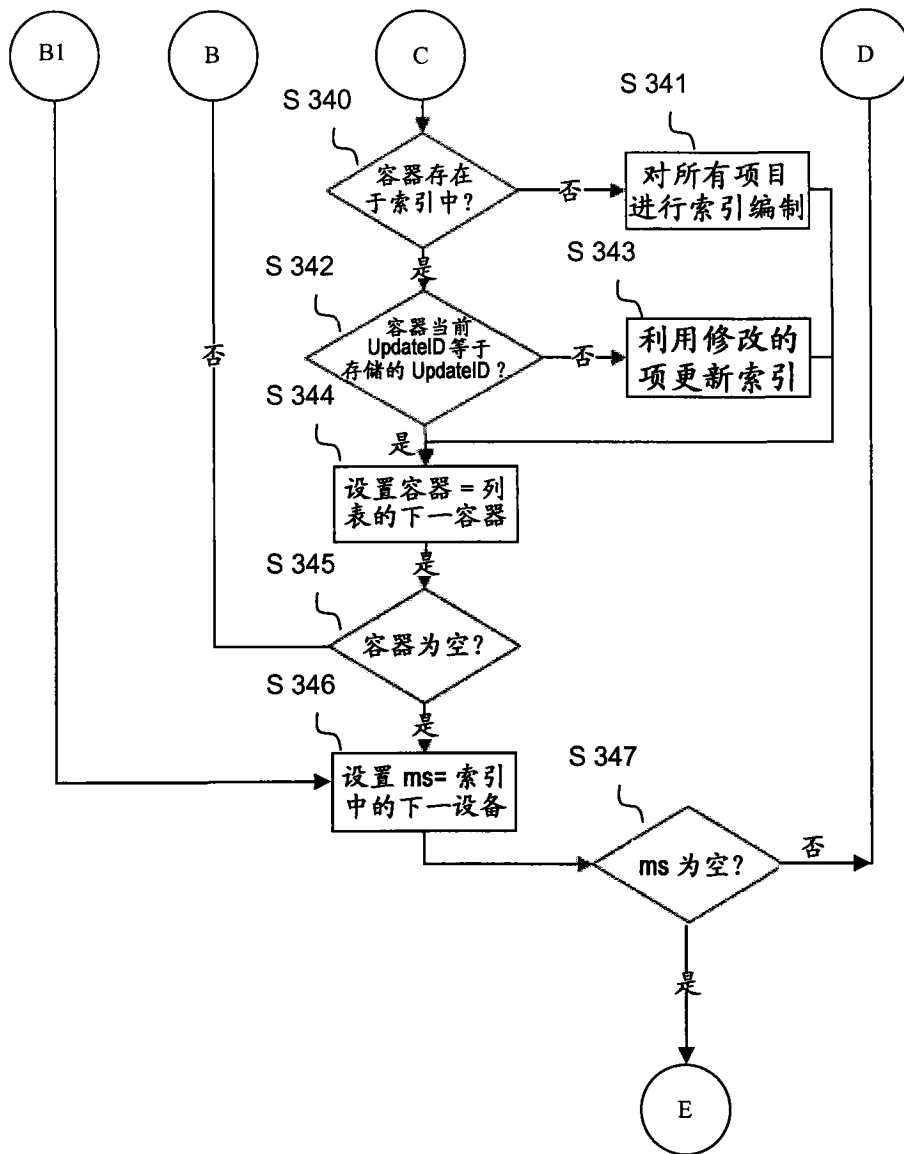 B1
B
C
D
S 340
S 341
容器存在
于索引中?
否
对所有项目
进行索引编制
是
S 342
S 343
容器当前
UpdateID 等于
存储的 UpdateID ?
否
利用修改的
项更新索引
否
S 344
是
设置容器 = 列
表的下一容器
S 345
是
容器为空?
S 346
是
设置 ms= 索引
中的下一设备
S 347
ms 为空?
否
是
E